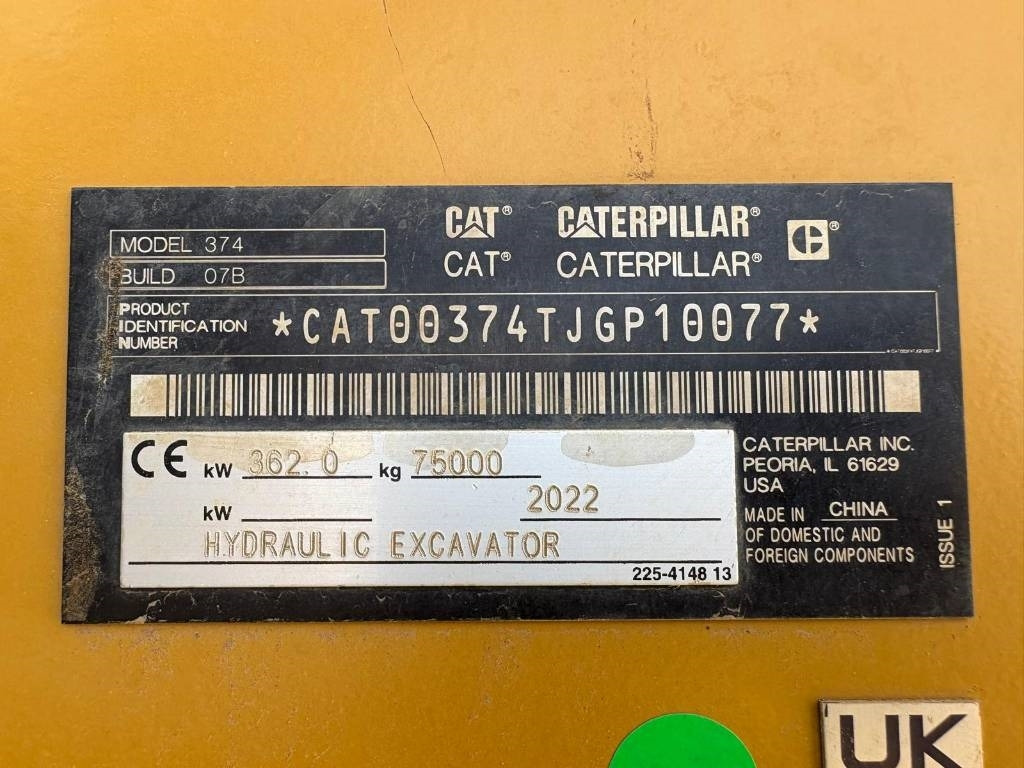 CAT® CATERPILLAR® CE®
CAT® CATERPILLAR®
MODEL 374
BUILD 07B
PRODUCT
IDENTIFICATION
NUMBER
*CAT00374TJGP10077*
CE kW 362.0 kg 75000
kW 2022
HYDRAULIC EXCAVATOR
225-4148 13
CATERPILLAR INC.
PEORIA, IL 61629
USA
MADE IN CHINA
OF DOMESTIC AND
FOREIGN COMPONENTS
ISSUE 1
UK